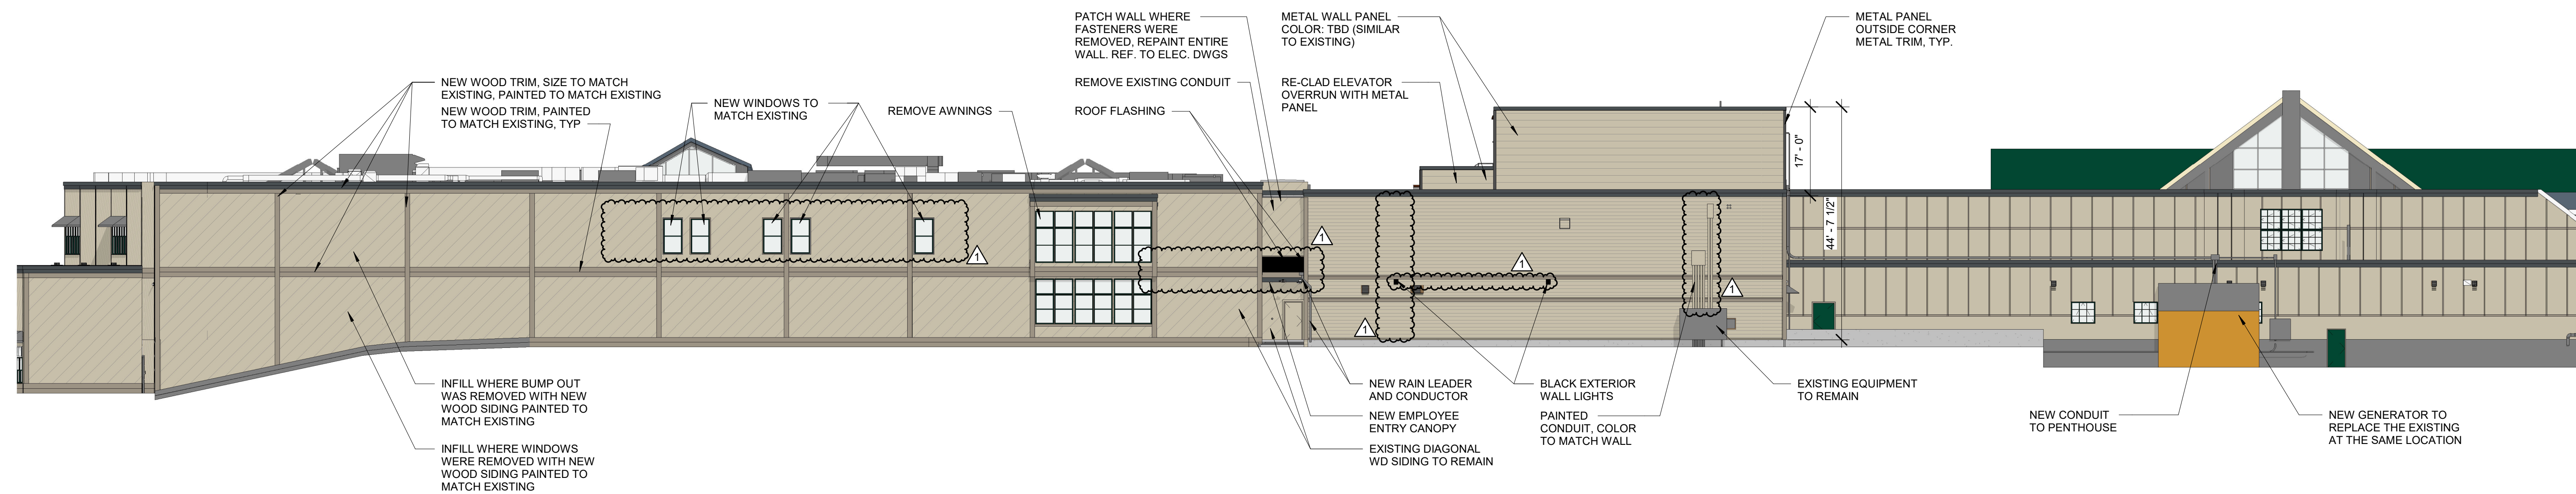 PATCH WALL WHERE
FASTENERS WERE
REMOVED, REPAINT ENTIRE
WALL. REF. TO ELEC. DWGS
METAL WALL PANEL
COLOR: TBD (SIMILAR
TO EXISTING)
METAL PANEL
OUTSIDE CORNER
METAL TRIM, TYP.
NEW WOOD TRIM, SIZE TO MATCH
EXISTING, PAINTED TO MATCH EXISTING
NEW WOOD TRIM, PAINTED
TO MATCH EXISTING, TYP
NEW WINDOWS TO
MATCH EXISTING
REMOVE AWNINGS
REMOVE EXISTING CONDUIT
ROOF FLASHING
RE-CLAD ELEVATOR
OVERRUN WITH METAL
PANEL
17' - 0"
44' - 7 1/2"
1
1
1
1
1
INFILL WHERE BUMP OUT
WAS REMOVED WITH NEW
WOOD SIDING PAINTED TO
MATCH EXISTING
INFILL WHERE WINDOWS
WERE REMOVED WITH NEW
WOOD SIDING PAINTED TO
MATCH EXISTING
NEW RAIN LEADER
AND CONDUCTOR
NEW EMPLOYEE
ENTRY CANOPY
EXISTING DIAGONAL
WD SIDING TO REMAIN
BLACK EXTERIOR
WALL LIGHTS
PAINTED
CONDUIT, COLOR
TO MATCH WALL
EXISTING EQUIPMENT
TO REMAIN
NEW CONDUIT
TO PENTHOUSE
NEW GENERATOR TO
REPLACE THE EXISTING
AT THE SAME LOCATION